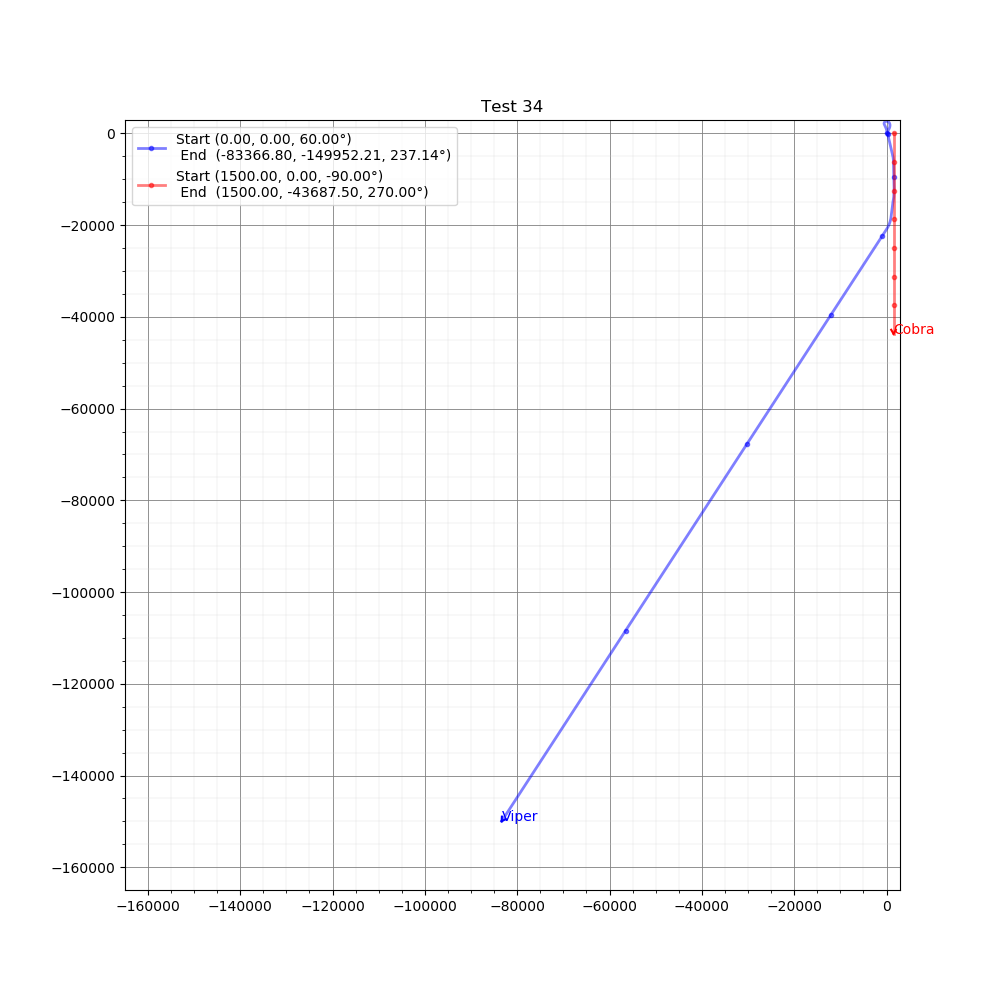 Test 34
Start (0.00, 0.00, 60.00°)
End  (-83366.80, -149952.21, 237.14°)
Start (1500.00, 0.00, -90.00°)
End  (1500.00, -43687.50, 270.00°)
0
−20000
−40000
−60000
−80000
−100000
−120000
−140000
−160000
Cobra
Viper
−160000 −140000 −120000 −100000 −80000 −60000 −40000 −20000 0